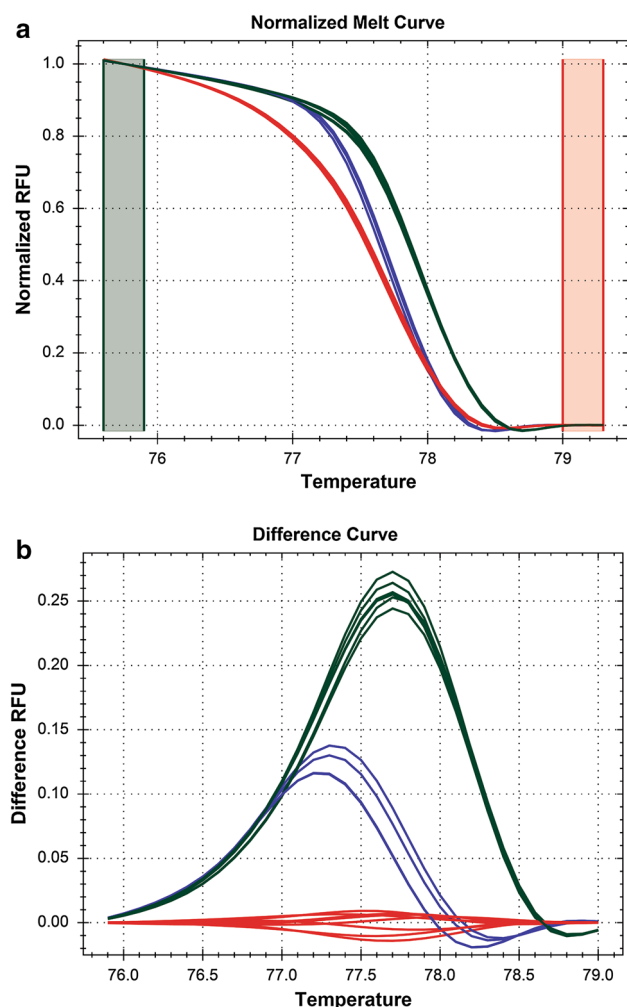 a
Normalized Melt Curve
Normalized RFU
1.0
0.8
0.6
0.4
0.2
0.0
76
77
78
79
Temperature
b
Difference Curve
Difference RFU
0.25
0.20
0.15
0.10
0.05
0.00
76.0
76.5
77.0
77.5
78.0
78.5
79.0
Temperature